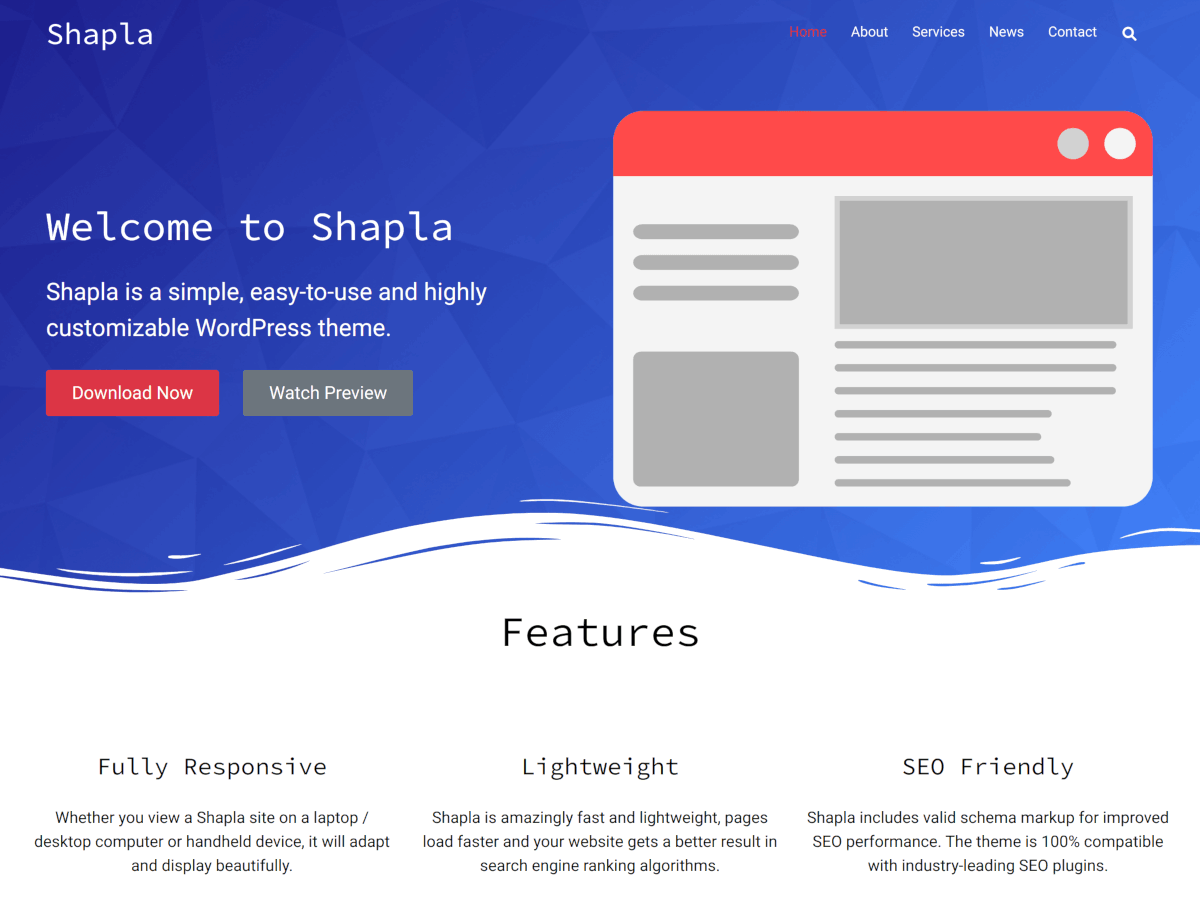 Shapla
Home About Services News Contact
Welcome to Shapla
Shapla is a simple, easy-to-use and highly
customizable WordPress theme.
Download Now Watch Preview
Features
Fully Responsive
Whether you view a Shapla site on a laptop /
desktop computer or handheld device, it will adapt
and display beautifully.
Lightweight
Shapla is amazingly fast and lightweight, pages
load faster and your website gets a better result in
search engine ranking algorithms.
SEO Friendly
Shapla includes valid schema markup for improved
SEO performance. The theme is 100% compatible
with industry-leading SEO plugins.